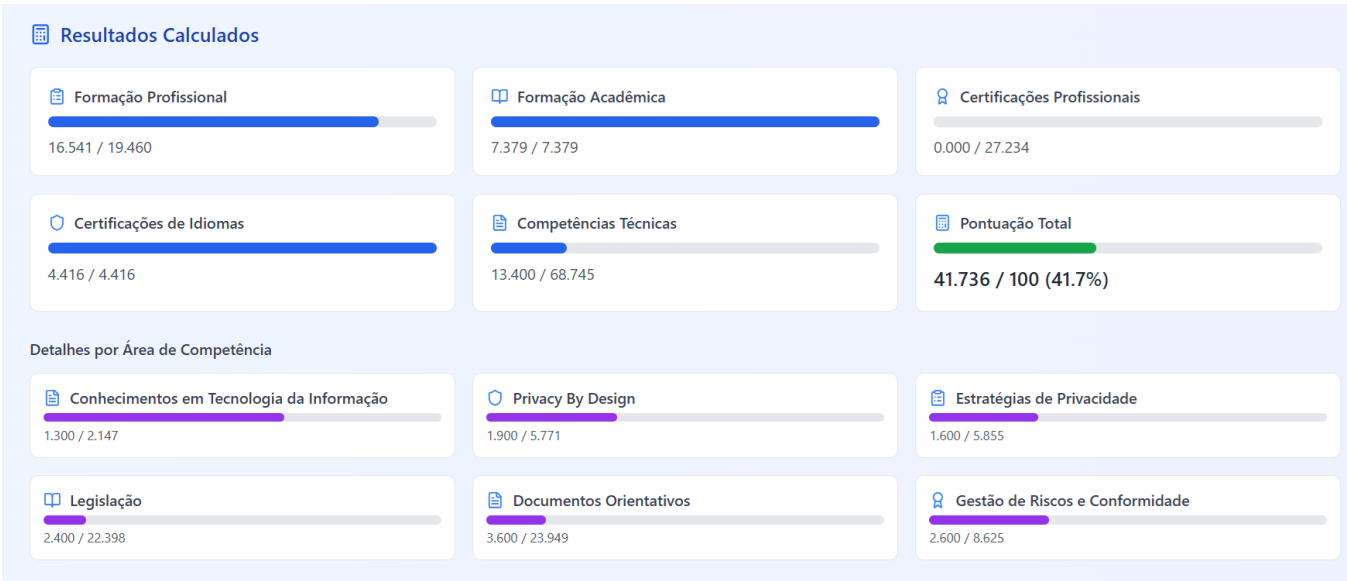 Resultados Calculados
Formação Profissional
16.541 / 19.460
Formação Acadêmica
7.379 / 7.379
Certificações Profissionais
0.000 / 27.234
Certificações de Idiomas
4.416 / 4.416
Competências Técnicas
13.400 / 68.745
Pontuação Total
41.736 / 100 (41.7%)
Detalhes por Área de Competência
Conhecimentos em Tecnologia da Informação
1.300 / 2.147
Privacy By Design
1.900 / 5.771
Estratégias de Privacidade
1.600 / 5.855
Legislação
2.400 / 22.398
Documentos Orientativos
3.600 / 23.949
Gestão de Riscos e Conformidade
2.600 / 8.625